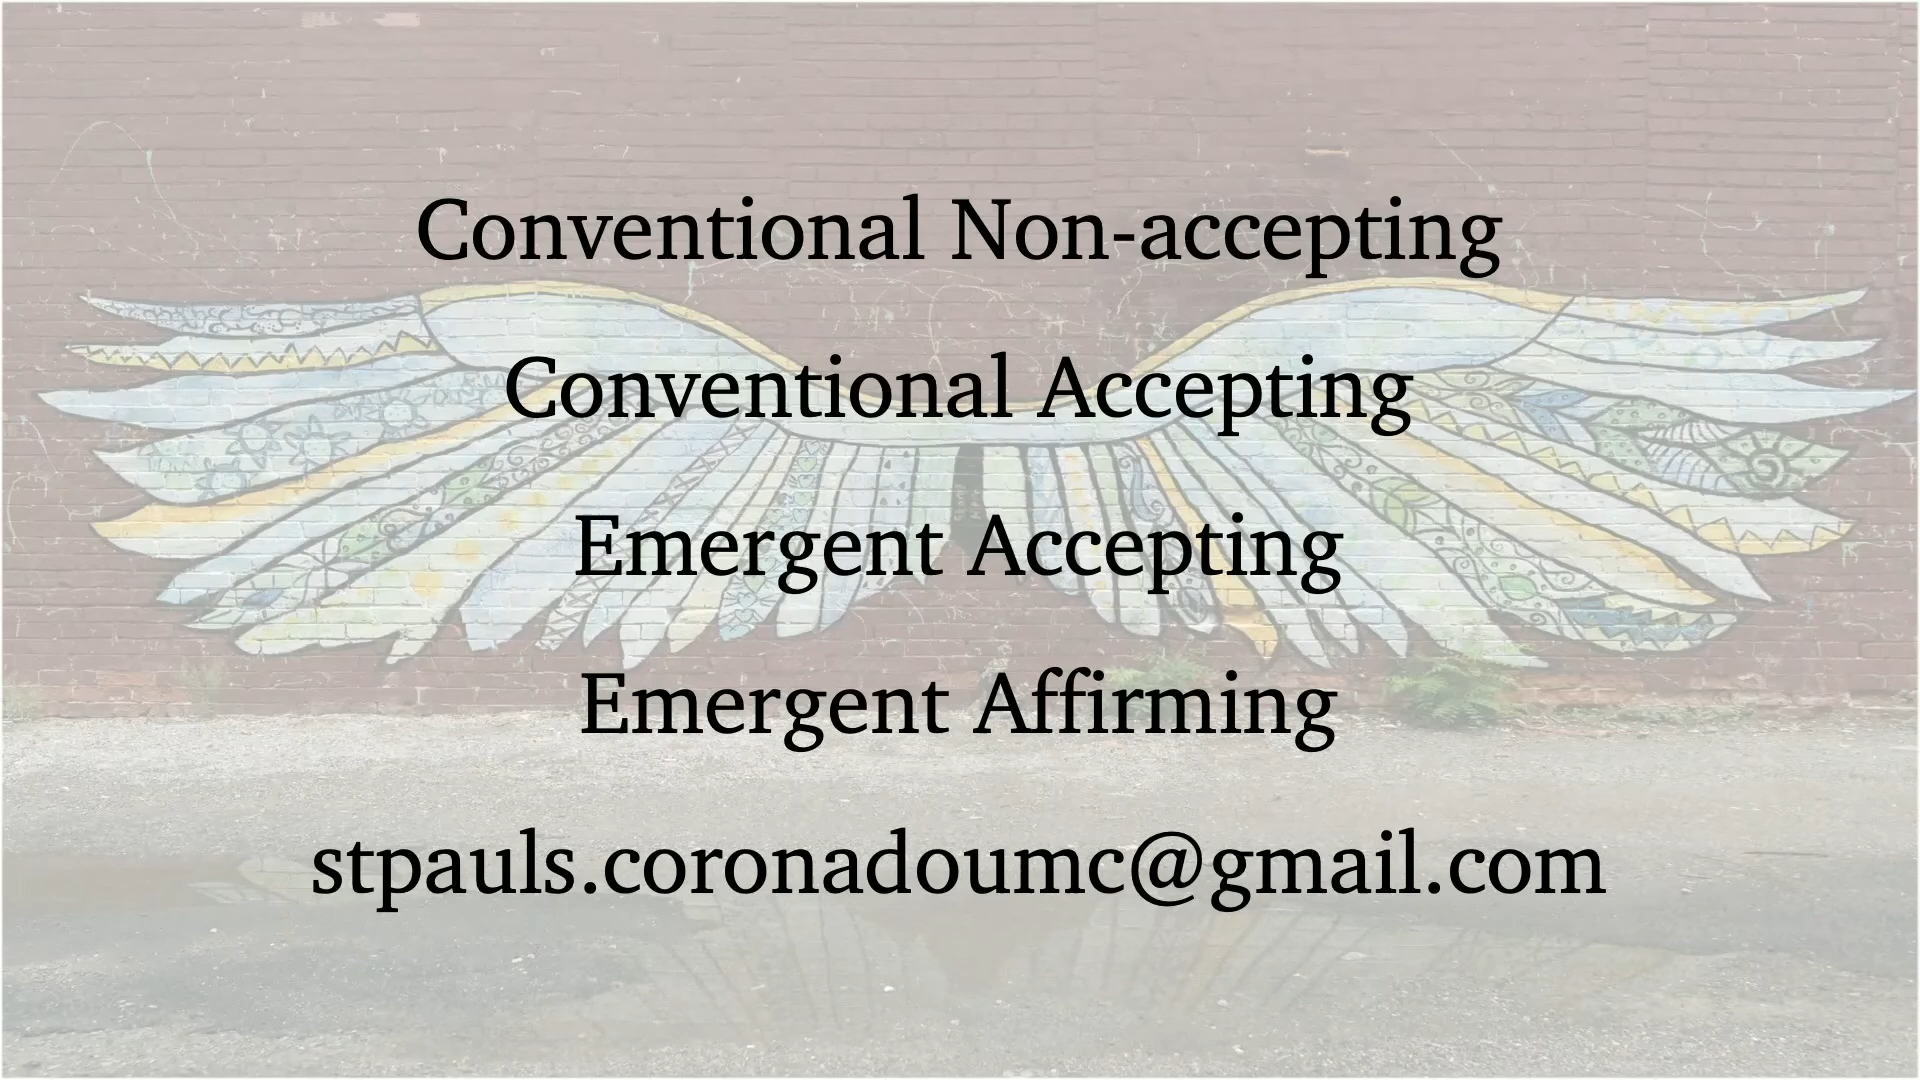 Conventional Non-accepting
Conventional Accepting
Emergent Accepting
Emergent Affirming
stpauls.coronadoumc@gmail.com